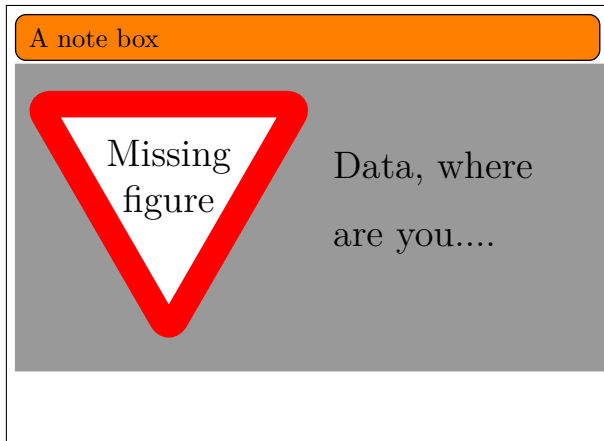 A note box
Missing
figure
Data, where
are you....